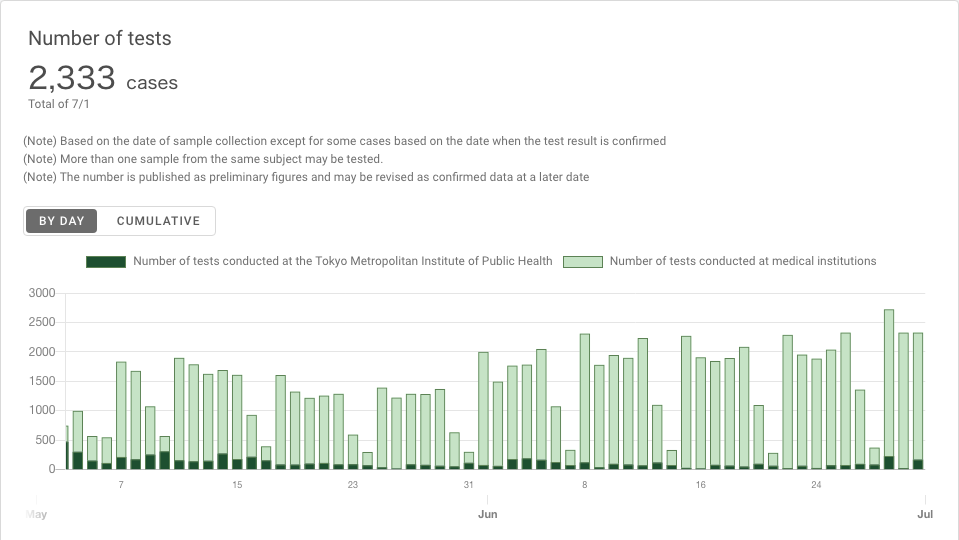 Number of tests
2,333 cases
Total of 7/1
(Note) Based on the date of sample collection except for some cases based on the date when the test result is confirmed
(Note) More than one sample from the same subject may be tested.
(Note) The number is published as preliminary figures and may be revised as confirmed data at a later date
BY DAY CUMULATIVE
Number of tests conducted at the Tokyo Metropolitan Institute of Public Health Number of tests conducted at medical institutions
3000
2500
2000
1500
1000
500
0
7 15 23 31 8 16 24
May Jun Jul